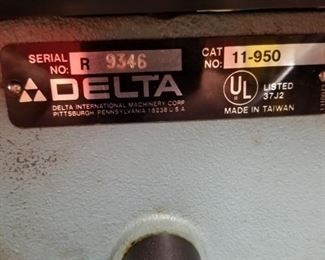 SERIAL NO: R 9346
CAT NO: 11-950
DELTA
DELTA INTERNATIONAL MACHINERY CORP
PITTSBURGH, PENNSYLVANIA 15238 U.S.A
UL LISTED
37J2
MADE IN TAIWAN